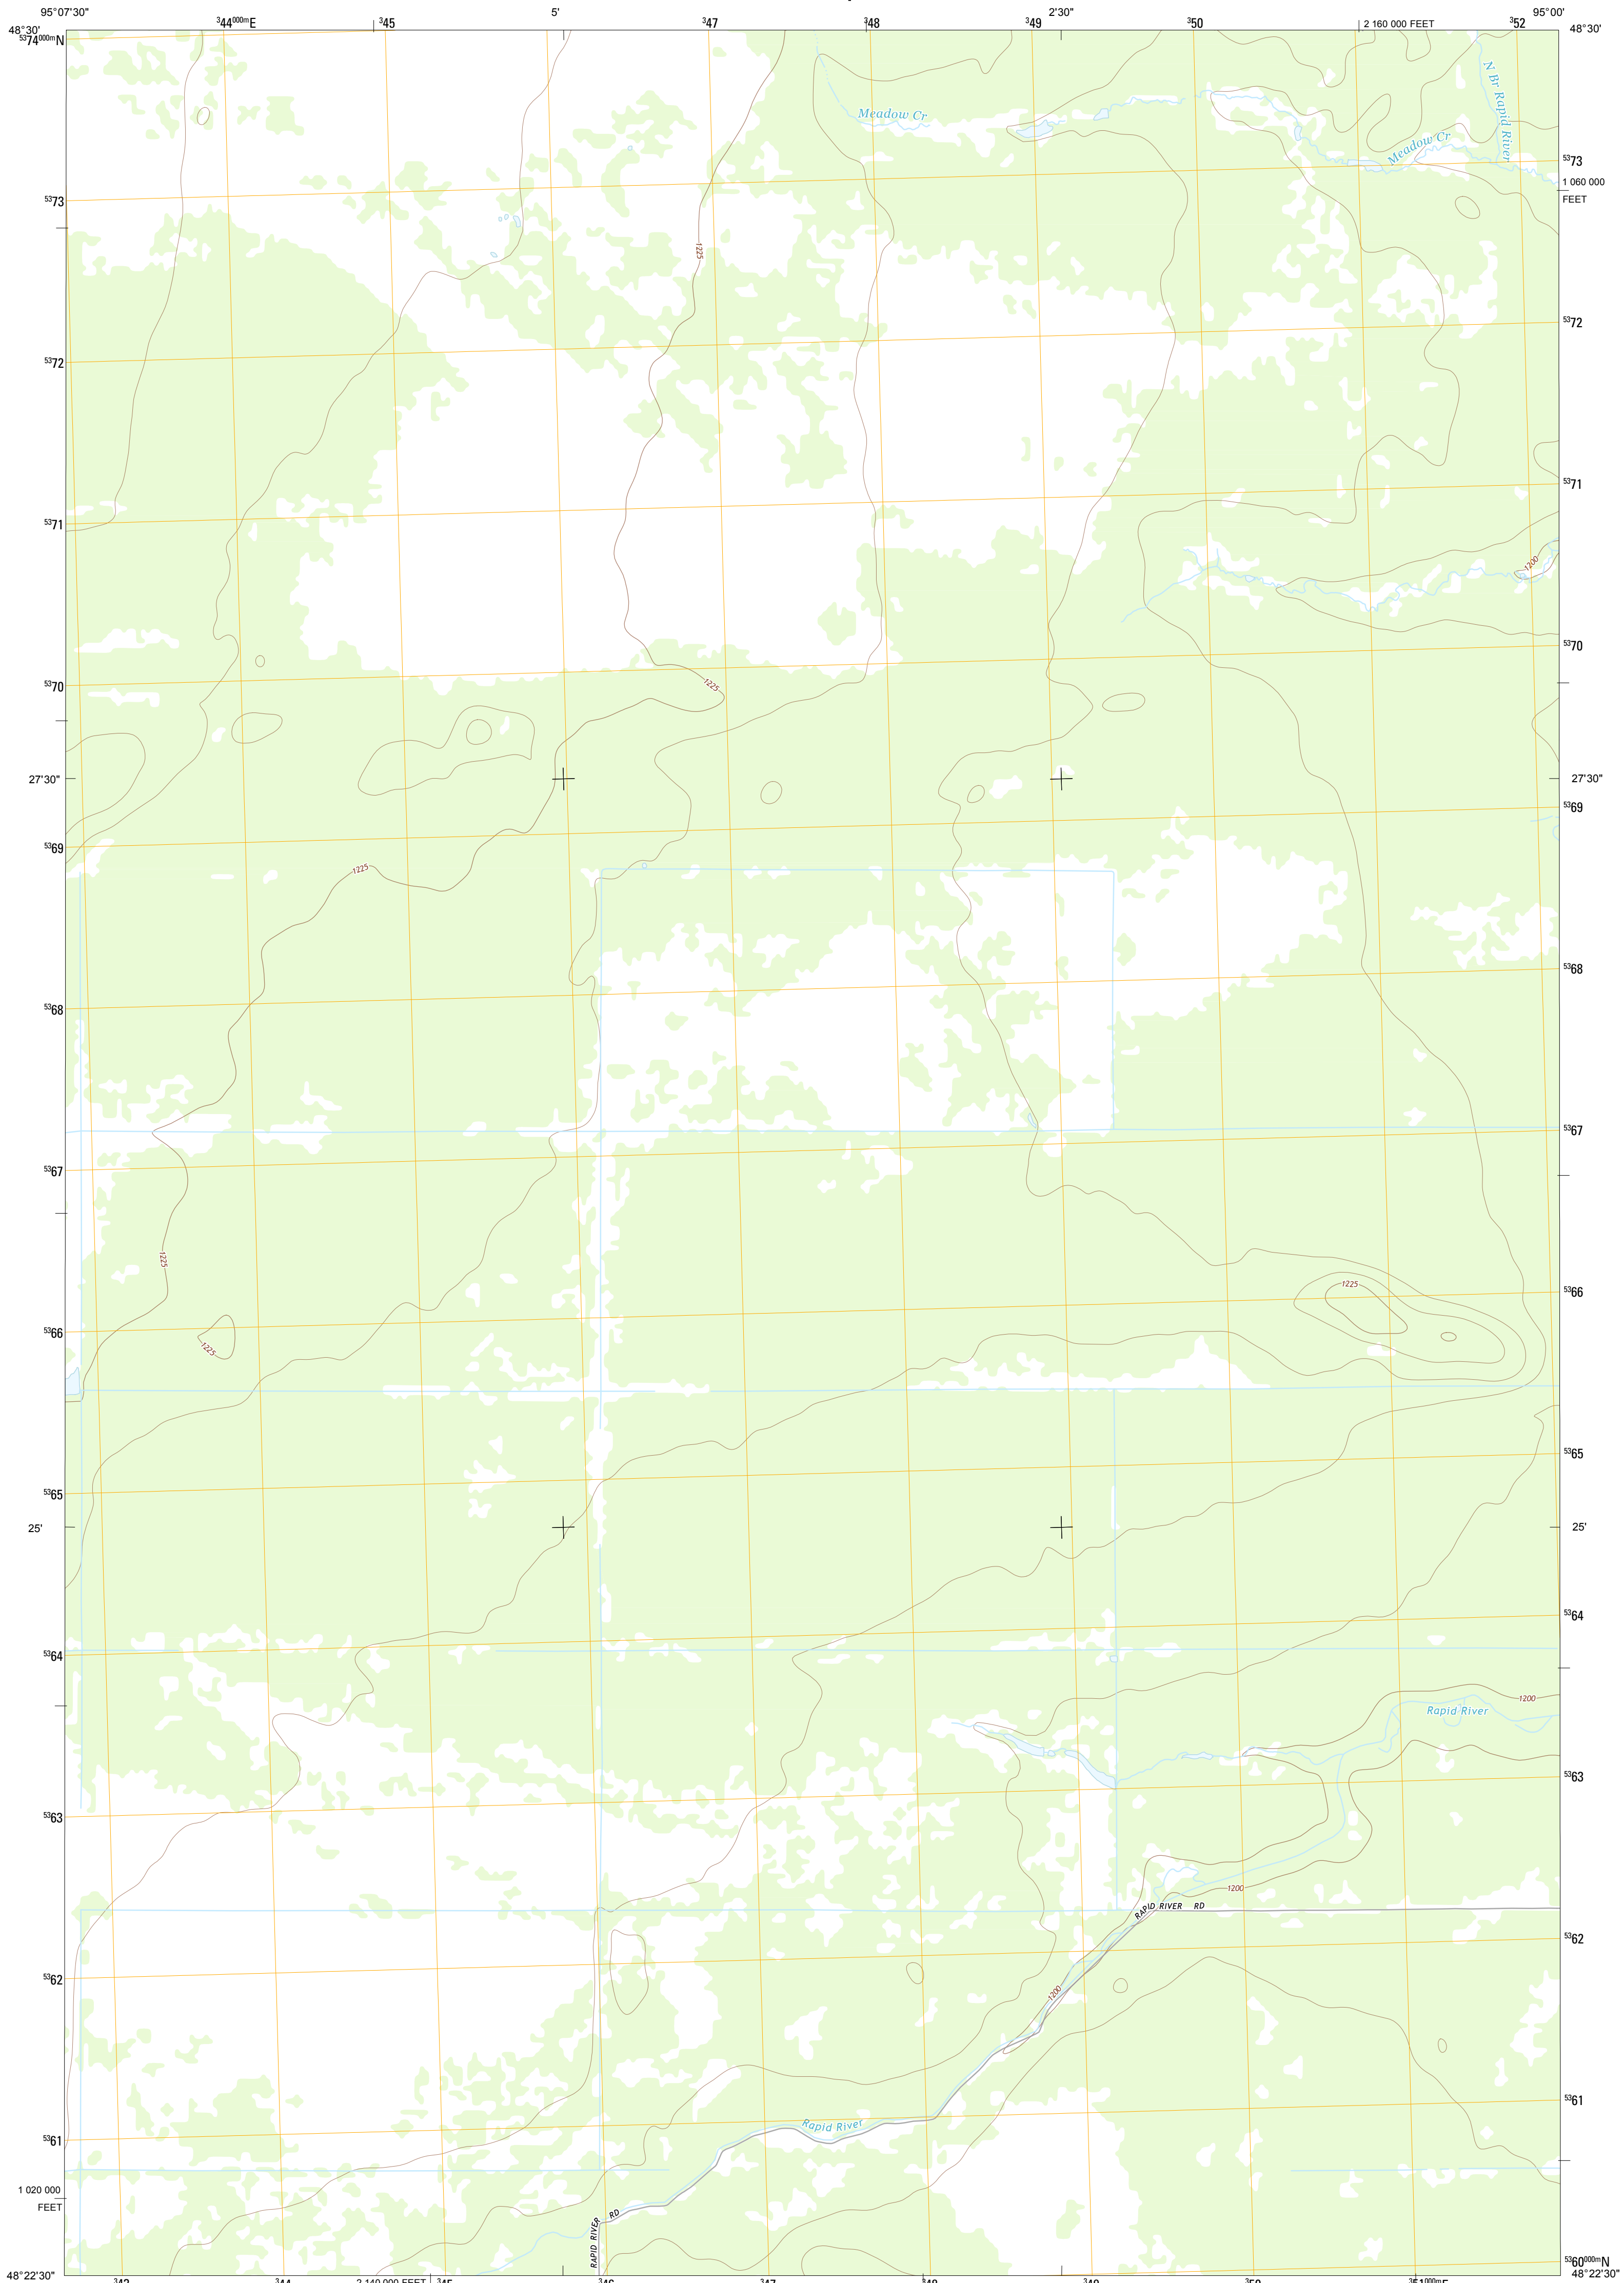 95°07'30" ³44⁰⁰⁰ᵐE ³45 5' ³47 ³48 ³49 2'30" ³50 2 160 000 FEET ³52 95°00'
48°30' 48°30'
⁵³74⁰⁰⁰ᵐN
N Br Rapid River
Meadow Cr
Meadow Cr
⁵³73
1 060 000
FEET
⁵³73
1225
⁵³72
⁵³72
⁵³71
⁵³71
1200
⁵³70
⁵³70
1225
27'30" 27'30"
⁵³69
⁵³69
1225
⁵³68
⁵³68
⁵³67
⁵³67
1225
1225
⁵³66
⁵³66
1225
⁵³65
⁵³65
25' 25'
⁵³64
⁵³64
1200
Rapid River
⁵³63
⁵³63
1200
RAPID RIVER RD
⁵³62
⁵³62
1200
⁵³61
Rapid River
⁵³61
1 020 000
FEET
RAPID RIVER RD
⁵³60⁰⁰⁰ᵐN
48°22'30" 48°22'30"
2 140 000 FEET